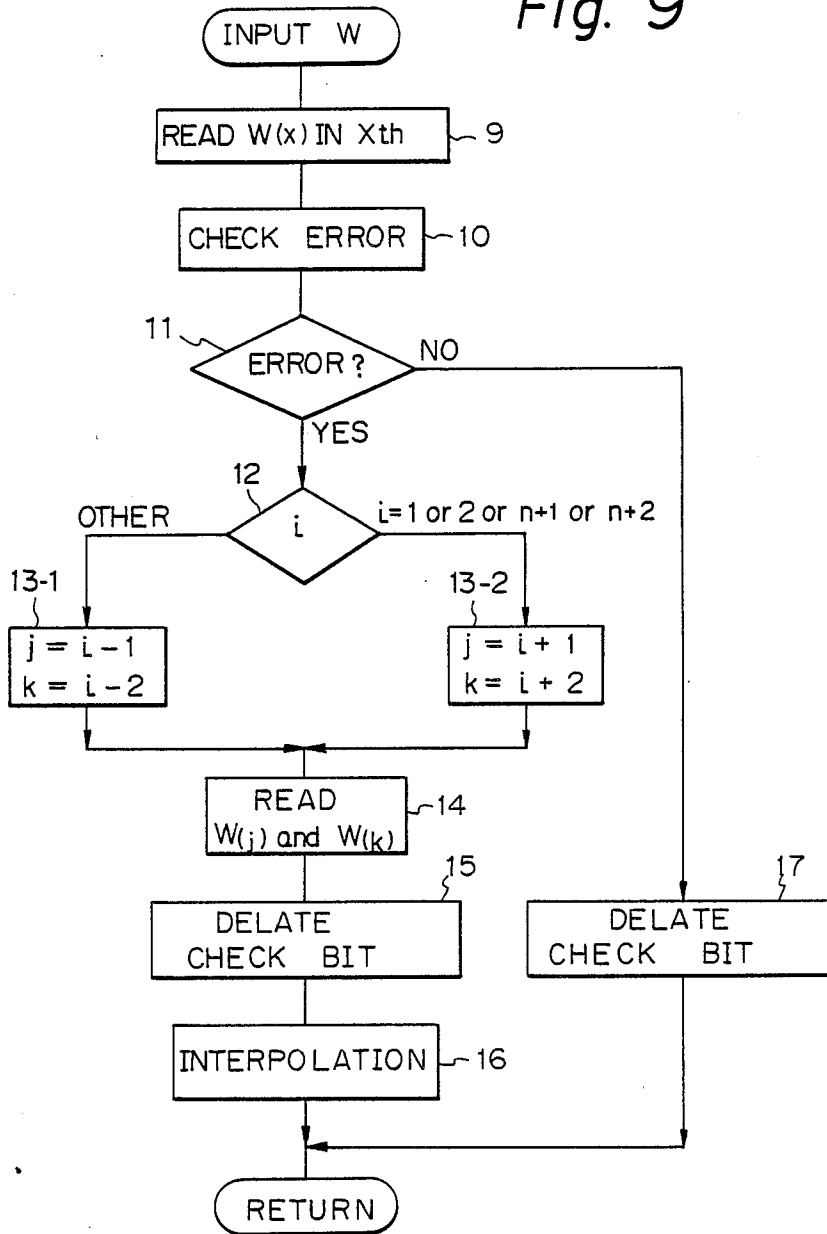 Fig. 9
INPUT W
READ W(x) IN Xth
9
CHECK ERROR
10
11
ERROR?
NO
YES
12
OTHER
i
i=1 or 2 or n+1 or n+2
13-1
13-2
j = i-1
k = i-2
j = i+1
k = i+2
READ
W(j) and W(k)
14
15
17
DELATE
CHECK BIT
DELATE
CHECK BIT
INTERPOLATION
16
RETURN